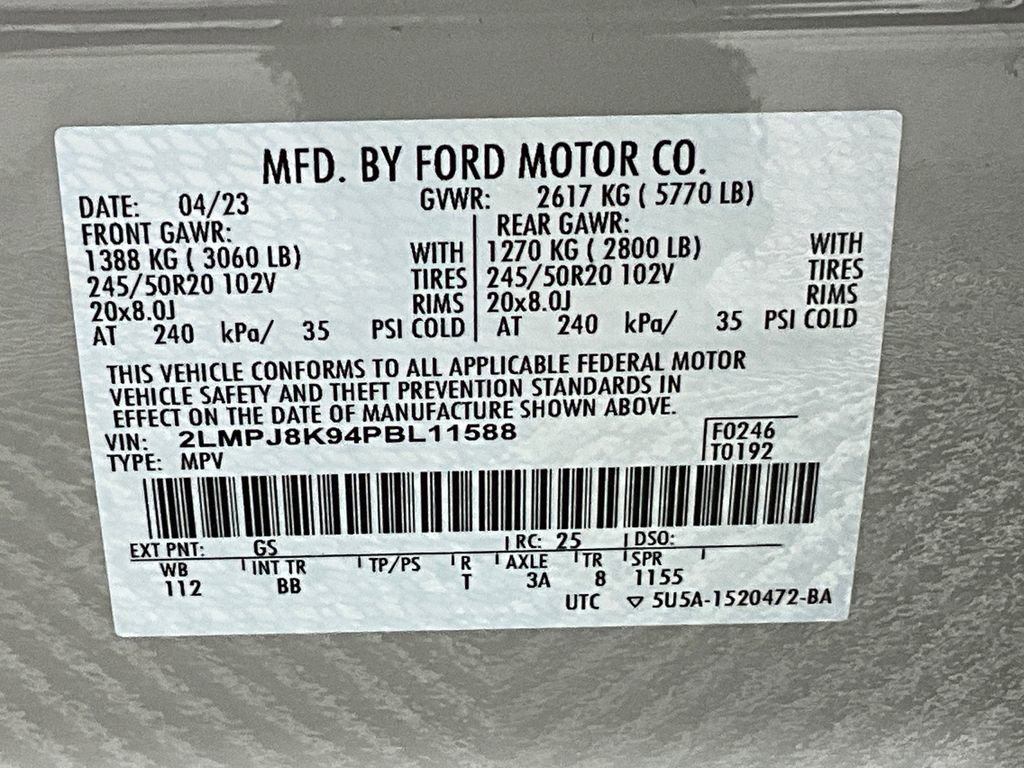 MFD. BY FORD MOTOR CO.
DATE: 04/23 GVWR: 2617 KG ( 5770 LB)
FRONT GAWR: REAR GAWR:
1388 KG ( 3060 LB) WITH 1270 KG ( 2800 LB) WITH
245/50R20 102V TIRES 245/50R20 102V TIRES
20x8.0J RIMS 20x8.0J RIMS
AT 240 kPa/ 35 PSI COLD AT 240 kPa/ 35 PSI COLD
THIS VEHICLE CONFORMS TO ALL APPLICABLE FEDERAL MOTOR
VEHICLE SAFETY AND THEFT PREVENTION STANDARDS IN
EFFECT ON THE DATE OF MANUFACTURE SHOWN ABOVE.
VIN: 2LMPJ8K94PBL11588 F0246
TYPE: MPV T0192
EXT PNT: GS RC: 25 DSO:
WB INT TR TP/PS R AXLE TR SPR
112 BB T 3A 8 1155
UTC ▽ 5U5A-1520472-BA